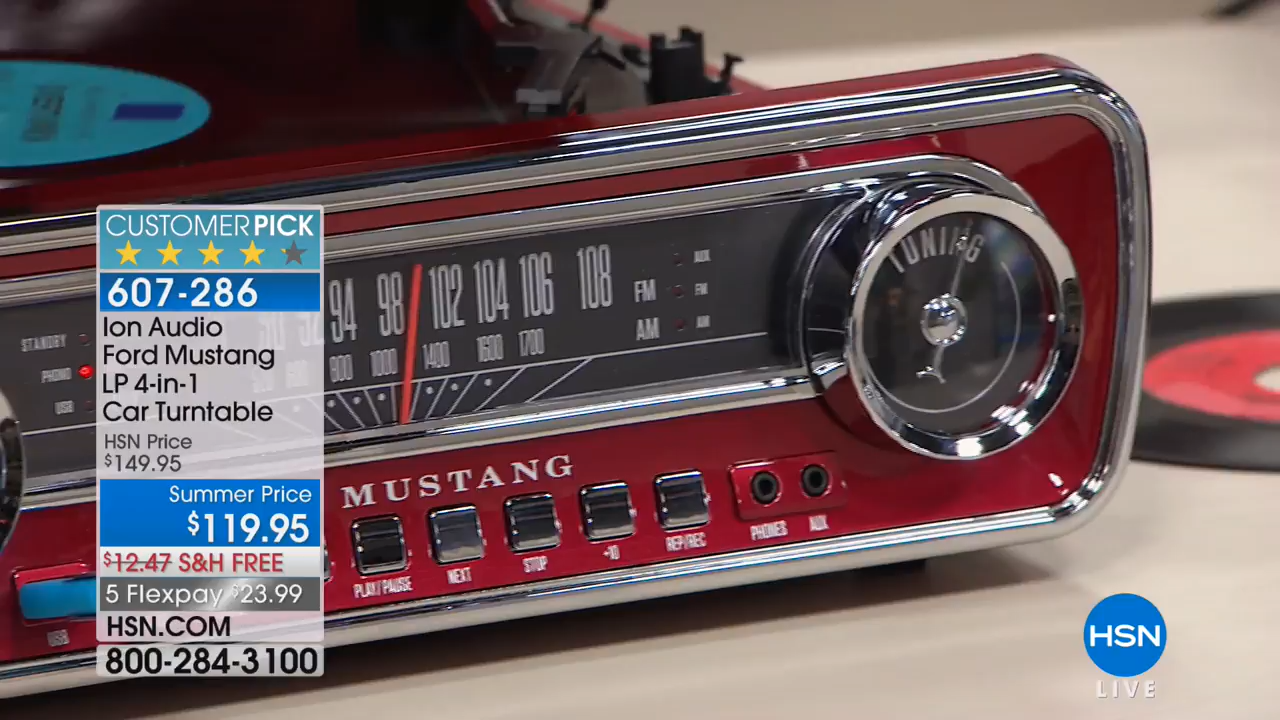 CUSTOMER PICK
607-286
Ion Audio
Ford Mustang
LP 4-in-1
Car Turntable
HSN Price
$149.95
Summer Price
$119.95
$12.47 S&H FREE
5 Flexpay $23.99
HSN.COM
800-284-3100
STANDBY
PHONO
USB
94 98 102 104 106 108
FM
AM
800 1000 1400 1600 1700
AUX
FM
AM
TUNING
MUSTANG
PLAY/PAUSE
NEXT
STOP
+10
REP/REC
PHONES
AUX
USB
HSN
LIVE